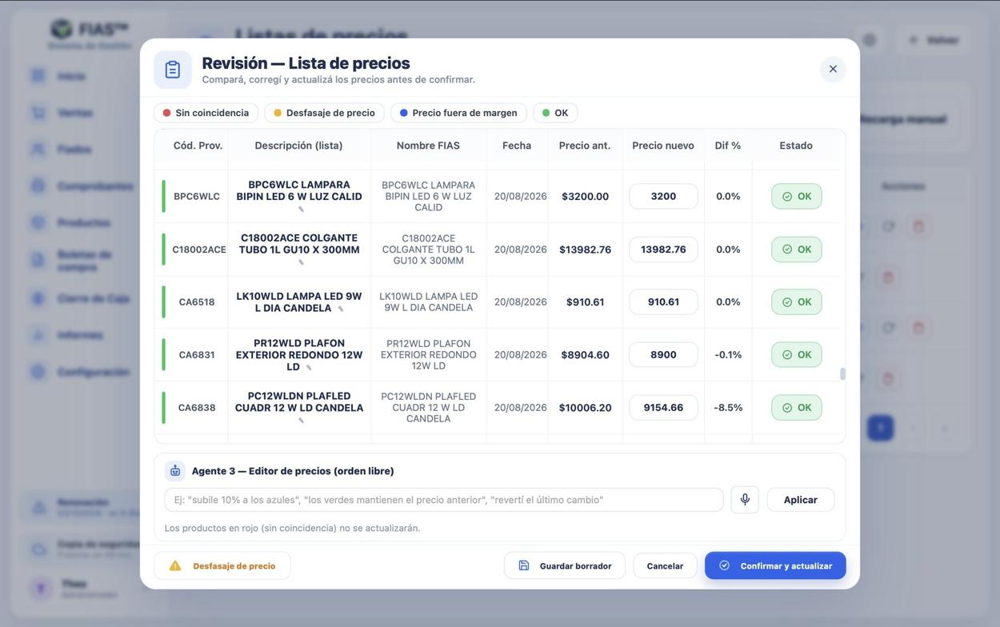 FIAS™
Sistema de Gestión
Inicio
Ventas
Fiados
Comprobantes
Productos
Boletas de
compra
Cierre de Caja
Informes
Configuración
Renovación
Copia de seguridad
Theo
Administrador
Listas de precios
Volver
Recarga manual
Acciones
1
Revisión — Lista de precios
Compará, corregí y actualizá los precios antes de confirmar.
Sin coincidencia
Desfasaje de precio
Precio fuera de margen
OK
Cód. Prov. Descripción (lista) Nombre FIAS Fecha Precio ant. Precio nuevo Dif % Estado
BPC6WLC
BPC6WLC LAMPARA
BIPIN LED 6 W LUZ CALID
BPC6WLC LAMPARA
BIPIN LED 6 W LUZ
CALID
20/08/2026 $3200.00 3200 0.0% OK
C18002ACE
C18002ACE COLGANTE
TUBO 1L GU10 X 300MM
C18002ACE
COLGANTE TUBO 1L
GU10 X 300MM
20/08/2026 $13982.76 13982.76 0.0% OK
CA6518
LK10WLD LAMPA LED 9W
L DIA CANDELA
LK10WLD LAMPA LED
9W L DIA CANDELA
20/08/2026 $910.61 910.61 0.0% OK
CA6831
PR12WLD PLAFON
EXTERIOR REDONDO 12W
LD
PR12WLD PLAFON
EXTERIOR REDONDO
12W LD
20/08/2026 $8904.60 8900 -0.1% OK
CA6838
PC12WLDN PLAFLED
CUADR 12 W LD CANDELA
PC12WLDN PLAFLED
CUADR 12 W LD
CANDELA
20/08/2026 $10006.20 9154.66 -8.5% OK
Agente 3 — Editor de precios (orden libre)
Ej: "subile 10% a los azules", "los verdes mantienen el precio anterior", "revertí el último cambio"
Aplicar
Los productos en rojo (sin coincidencia) no se actualizarán.
Desfasaje de precio
Guardar borrador
Cancelar
Confirmar y actualizar